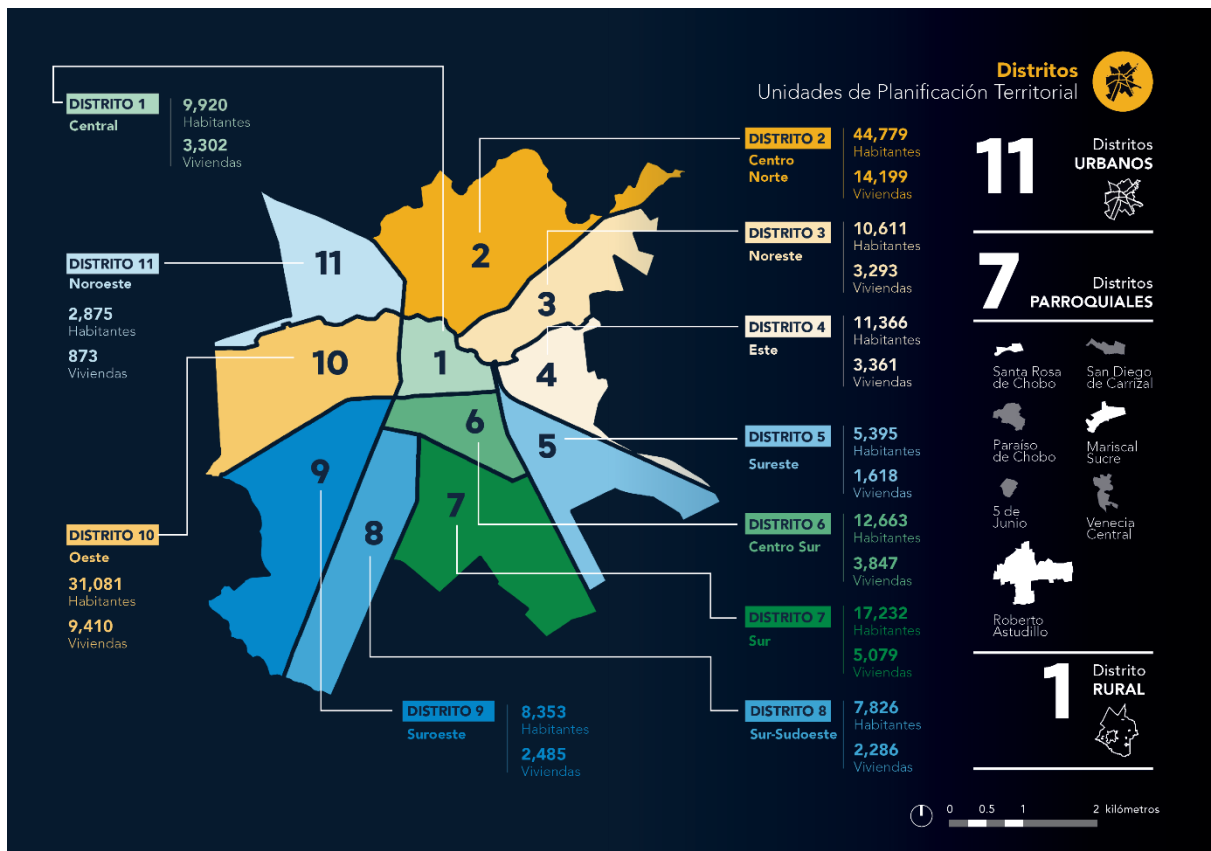 Distritos
Unidades de Planificación Territorial
DISTRITO 1
Central
9,920
Habitantes
3,302
Viviendas
DISTRITO 11
Noroeste
2,875
Habitantes
873
Viviendas
DISTRITO 10
Oeste
31,081
Habitantes
9,410
Viviendas
11
2
3
10
1
4
6
5
9
7
8
DISTRITO 9
Suroeste
8,353
Habitantes
2,485
Viviendas
DISTRITO 2
Centro
Norte
44,779
Habitantes
14,199
Viviendas
DISTRITO 3
Noreste
10,611
Habitantes
3,293
Viviendas
DISTRITO 4
Este
11,366
Habitantes
3,361
Viviendas
DISTRITO 5
Sureste
5,395
Habitantes
1,618
Viviendas
DISTRITO 6
Centro Sur
12,663
Habitantes
3,847
Viviendas
DISTRITO 7
Sur
17,232
Habitantes
5,079
Viviendas
DISTRITO 8
Sur-Sudoeste
7,826
Habitantes
2,286
Viviendas
11
Distritos
URBANOS
7
Distritos
PARROQUIALES
Santa Rosa
de Chobo
San Diego
de Carrizal
Paraíso
de Chobo
Mariscal
Sucre
5 de
Junio
Venecia
Central
Roberto
Astudillo
1
Distrito
RURAL
0 0.5 1 2 kilómetros